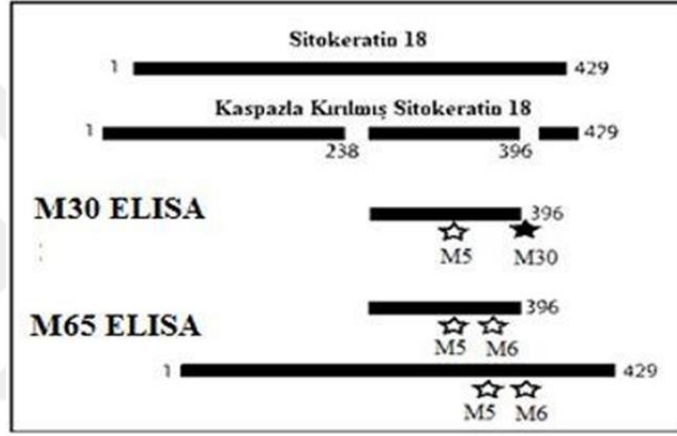 Sitokeratin 18
1 429
Kaspazla Kırılmış Sitokeratin 18
1 429
238 396
M30 ELISA
396
M5 M30
396
M65 ELISA
M5 M6
1 429
M5 M6